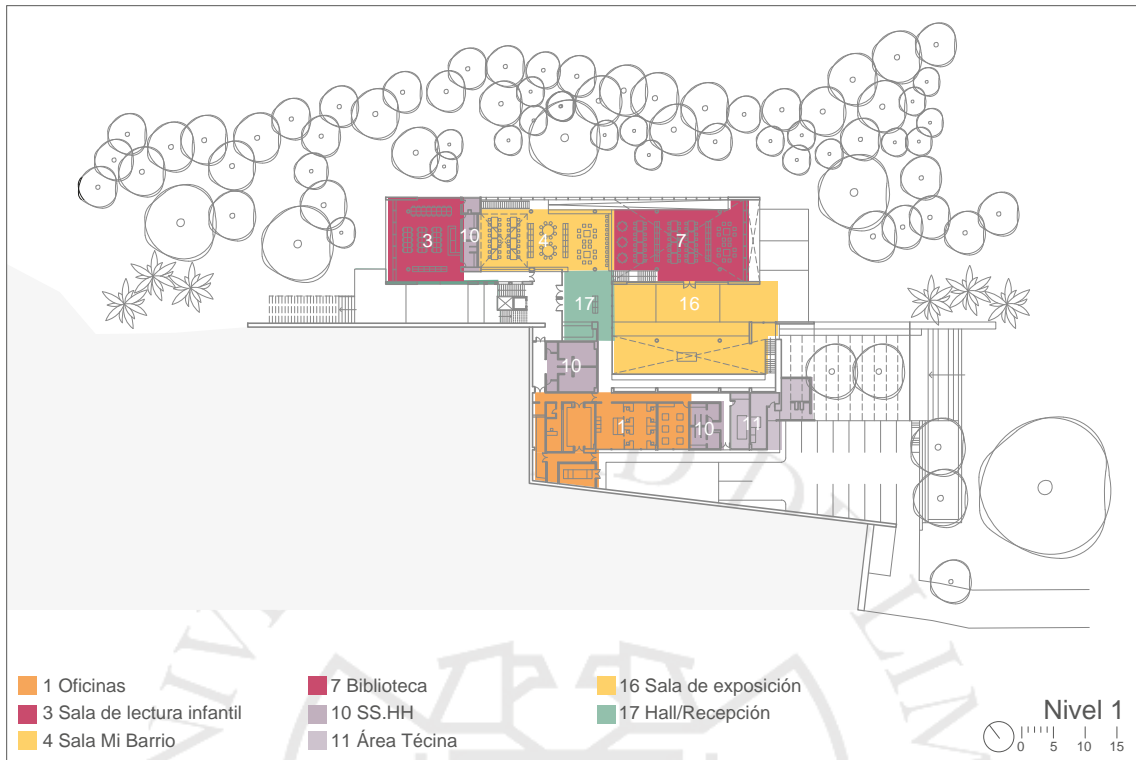 3
10
4
7
17
16
10
1
10
11
1 Oficinas
3 Sala de lectura infantil
4 Sala Mi Barrio
7 Biblioteca
10 SS.HH
11 Área Técina
16 Sala de exposición
17 Hall/Recepción
Nivel 1
0 5 10 15